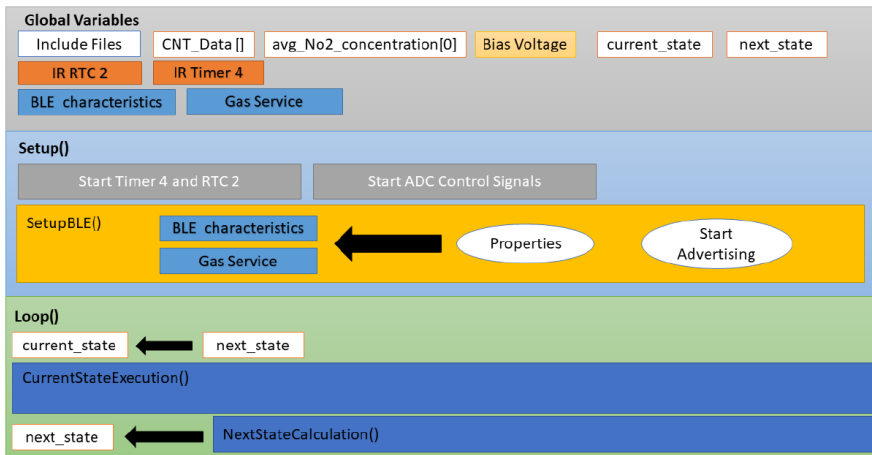 Global Variables
Include Files
CNT_Data []
avg_No2_concentration[0]
Bias Voltage
current_state
next_state
IR RTC 2
IR Timer 4
BLE characteristics
Gas Service
Setup()
Start Timer 4 and RTC 2
Start ADC Control Signals
SetupBLE()
BLE characteristics
Gas Service
Properties
Start
Advertising
Loop()
current_state
next_state
CurrentStateExecution()
next_state
NextStateCalculation()